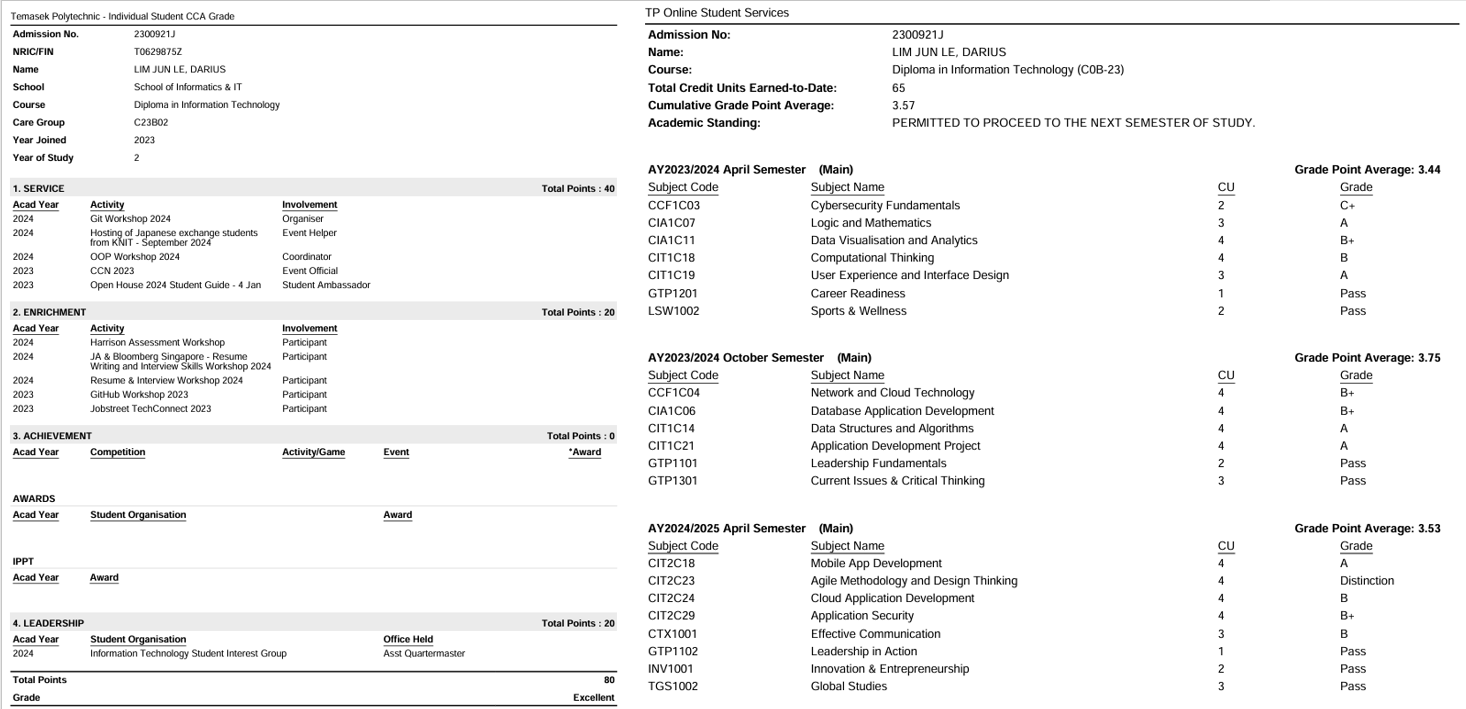 Temasek Polytechnic - Individual Student CCA Grade
Admission No. 2300921J
NRIC/FIN T0629875Z
Name LIM JUN LE, DARIUS
School School of Informatics & IT
Course Diploma in Information Technology
Care Group C23B02
Year Joined 2023
Year of Study 2
1. SERVICE Total Points : 40
Acad Year Activity Involvement
2024 Git Workshop 2024 Organiser
2024 Hosting of Japanese exchange students Event Helper
from KNIT - September 2024
2024 OOP Workshop 2024 Coordinator
2023 CCN 2023 Event Official
2023 Open House 2024 Student Guide - 4 Jan Student Ambassador
2. ENRICHMENT Total Points : 20
Acad Year Activity Involvement
2024 Harrison Assessment Workshop Participant
2024 JA & Bloomberg Singapore - Resume Participant
Writing and Interview Skills Workshop 2024
2024 Resume & Interview Workshop 2024 Participant
2023 GitHub Workshop 2023 Participant
2023 Jobstreet TechConnect 2023 Participant
3. ACHIEVEMENT Total Points : 0
Acad Year Competition Activity/Game Event *Award
AWARDS
Acad Year Student Organisation Award
IPPT
Acad Year Award
4. LEADERSHIP Total Points : 20
Acad Year Student Organisation Office Held
2024 Information Technology Student Interest Group Asst Quartermaster
Total Points 80
Grade Excellent
TP Online Student Services
Admission No: 2300921J
Name: LIM JUN LE, DARIUS
Course: Diploma in Information Technology (C0B-23)
Total Credit Units Earned-to-Date: 65
Cumulative Grade Point Average: 3.57
Academic Standing: PERMITTED TO PROCEED TO THE NEXT SEMESTER OF STUDY.
AY2023/2024 April Semester (Main) Grade Point Average: 3.44
Subject Code Subject Name CU Grade
CCF1C03 Cybersecurity Fundamentals 2 C+
CIA1C07 Logic and Mathematics 3 A
CIA1C11 Data Visualisation and Analytics 4 B+
CIT1C18 Computational Thinking 4 B
CIT1C19 User Experience and Interface Design 3 A
GTP1201 Career Readiness 1 Pass
LSW1002 Sports & Wellness 2 Pass
AY2023/2024 October Semester (Main) Grade Point Average: 3.75
Subject Code Subject Name CU Grade
CCF1C04 Network and Cloud Technology 4 B+
CIA1C06 Database Application Development 4 B+
CIT1C14 Data Structures and Algorithms 4 A
CIT1C21 Application Development Project 4 A
GTP1101 Leadership Fundamentals 2 Pass
GTP1301 Current Issues & Critical Thinking 3 Pass
AY2024/2025 April Semester (Main) Grade Point Average: 3.53
Subject Code Subject Name CU Grade
CIT2C18 Mobile App Development 4 A
CIT2C23 Agile Methodology and Design Thinking 4 Distinction
CIT2C24 Cloud Application Development 4 B
CIT2C29 Application Security 4 B+
CTX1001 Effective Communication 3 B
GTP1102 Leadership in Action 1 Pass
INV1001 Innovation & Entrepreneurship 2 Pass
TGS1002 Global Studies 3 Pass